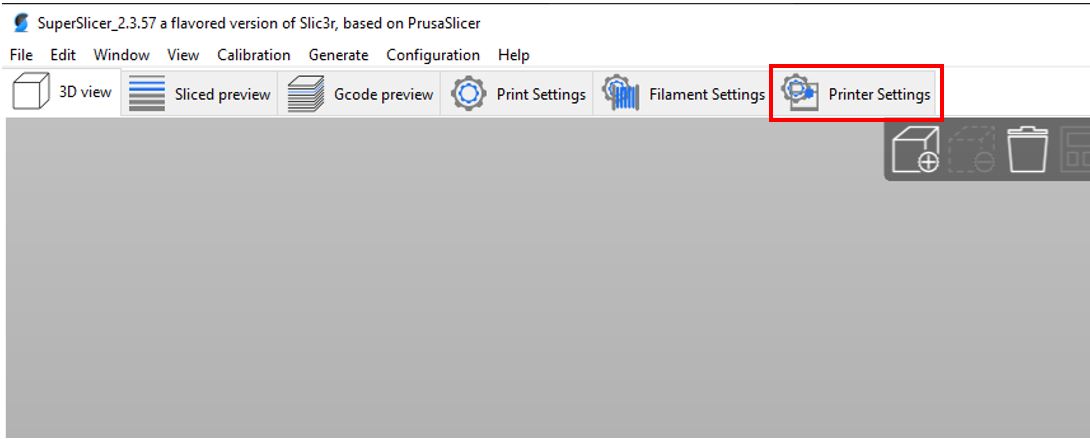 SuperSlicer_2.3.57 a flavored version of Slic3r, based on PrusaSlicer
File Edit Window View Calibration Generate Configuration Help
3D view Sliced preview Gcode preview Print Settings Filament Settings Printer Settings